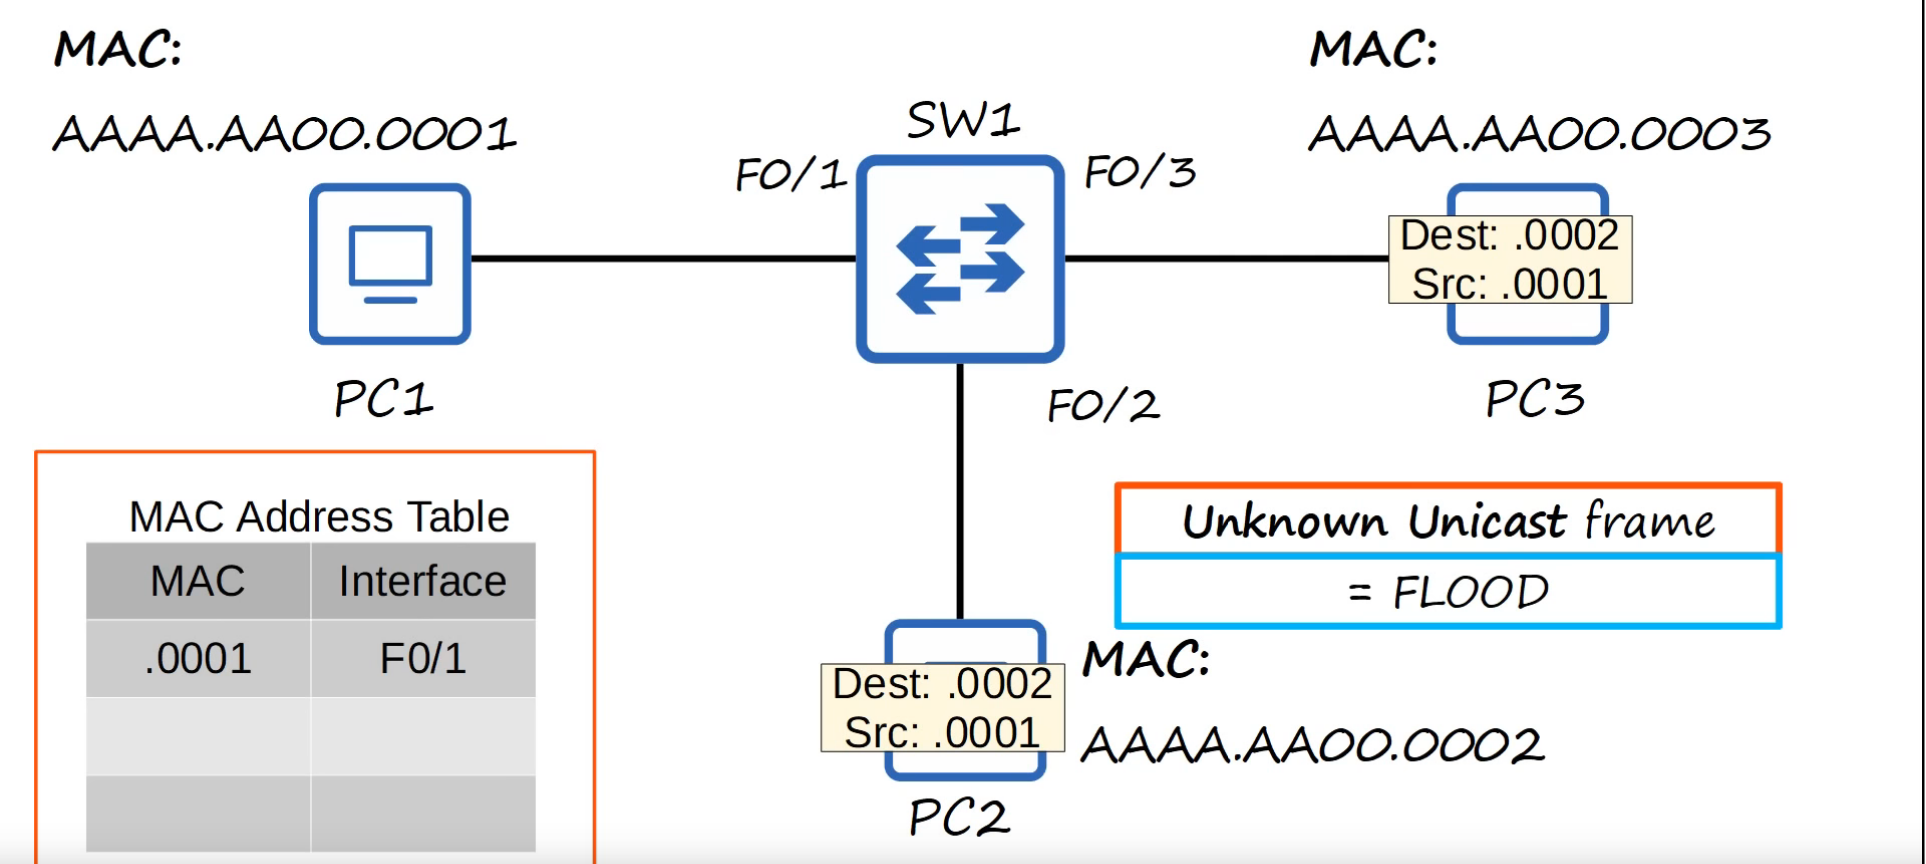 MAC:
AAAA.AA00.0001
PC1
SW1
F0/1
F0/3
F0/2
MAC:
AAAA.AA00.0003
Dest: .0002
Src: .0001
PC3
MAC Address Table
MAC Interface
.0001 F0/1
Unknown Unicast frame
= FLOOD
Dest: .0002
Src: .0001
MAC:
AAAA.AA00.0002
PC2